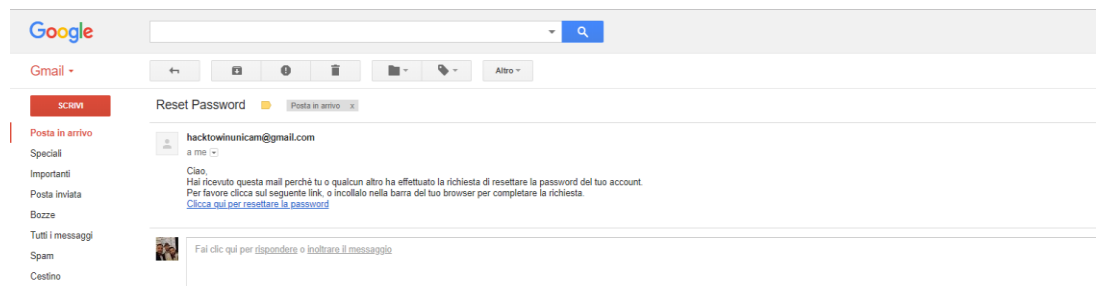 Google
Gmail
Altro
SCRIVI
Reset Password
Posta in arrivo x
Posta in arrivo
Speciali
Importanti
Posta inviata
Bozze
Tutti i messaggi
Spam
Cestino
hacktowinunicam@gmail.com
a me
Ciao,
Hai ricevuto questa mail perchè tu o qualcun altro ha effettuato la richiesta di resettare la password del tuo account.
Per favore clicca sul seguente link, o incollalo nella barra del tuo browser per completare la richiesta.
Clicca qui per resettare la password
Fai clic qui per rispondere o inoltrare il messaggio